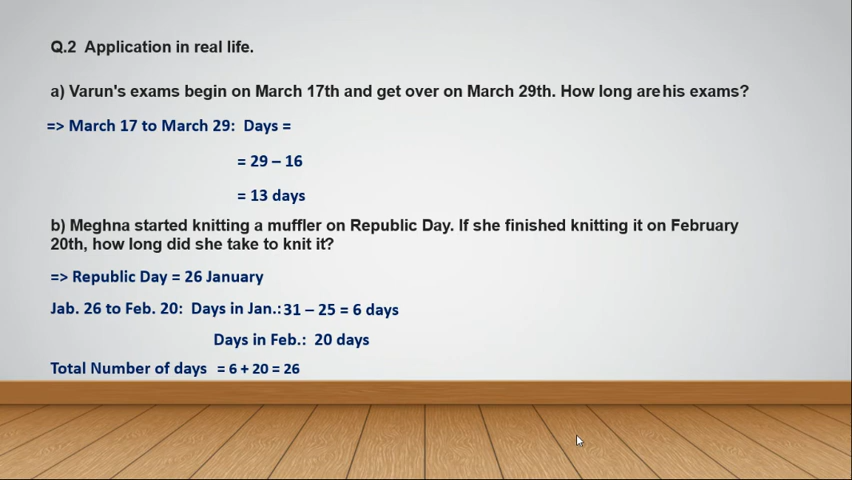 Q.2 Application in real life.
a) Varun's exams begin on March 17th and get over on March 29th. How long are his exams?
=> March 17 to March 29: Days =
= 29 – 16
= 13 days
b) Meghna started knitting a muffler on Republic Day. If she finished knitting it on February
20th, how long did she take to knit it?
=> Republic Day = 26 January
Jab. 26 to Feb. 20: Days in Jan.: 31 – 25 = 6 days
Days in Feb.: 20 days
Total Number of days = 6 + 20 = 26